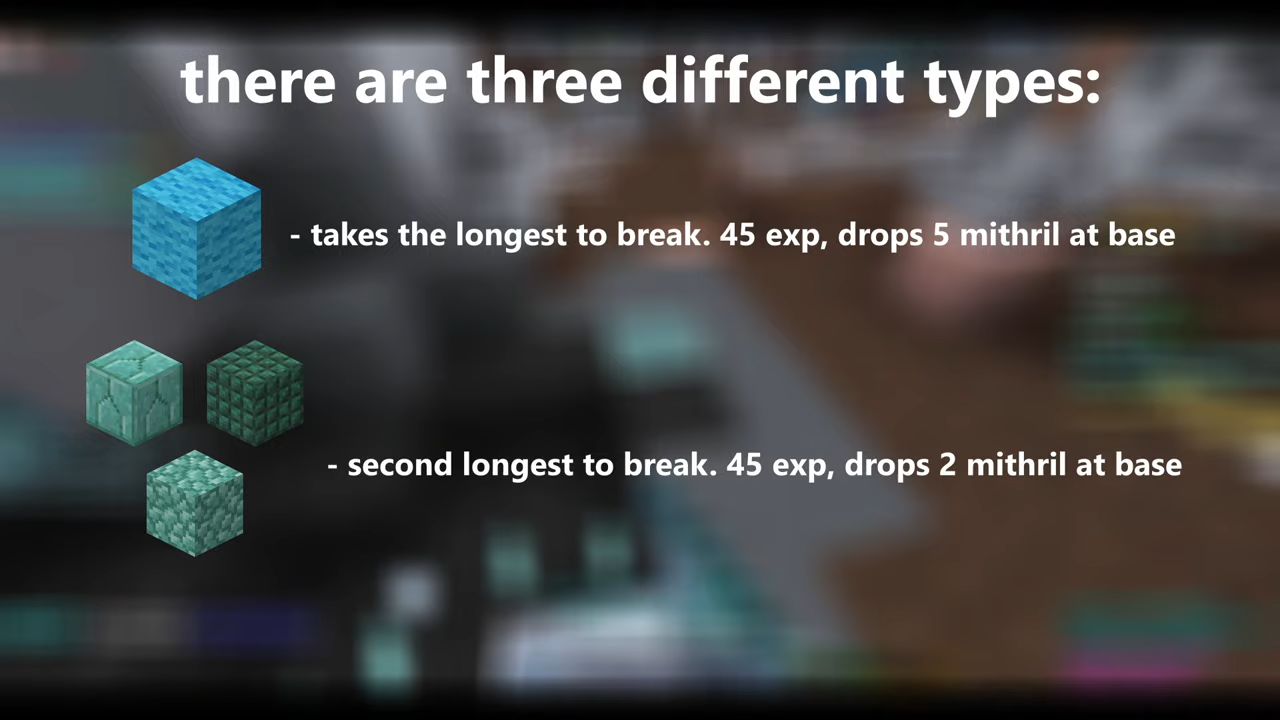 there are three different types:
- takes the longest to break. 45 exp, drops 5 mithril at base
- second longest to break. 45 exp, drops 2 mithril at base